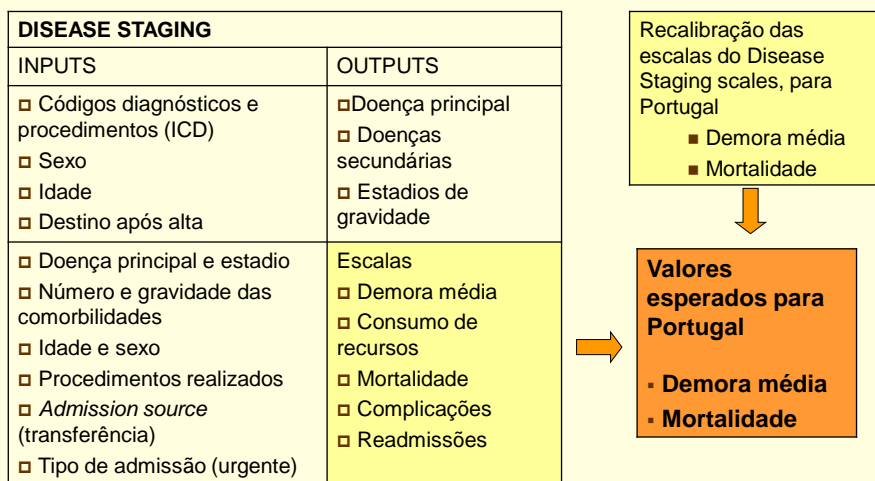 DISEASE STAGING
INPUTS
OUTPUTS
Códigos diagnósticos e
procedimentos (ICD)
Sexo
Idade
Destino após alta
Doença principal
Doenças
secundárias
Estadios de
gravidade
Doença principal e estadio
Número e gravidade das
comorbilidades
Idade e sexo
Procedimentos realizados
Admission source
(transferência)
Tipo de admissão (urgente)
Escalas
Demora média
Consumo de
recursos
Mortalidade
Complicações
Readmissões
Recalibração das
escalas do Disease
Staging scales, para
Portugal
Demora média
Mortalidade
Valores
esperados para
Portugal
Demora média
Mortalidade